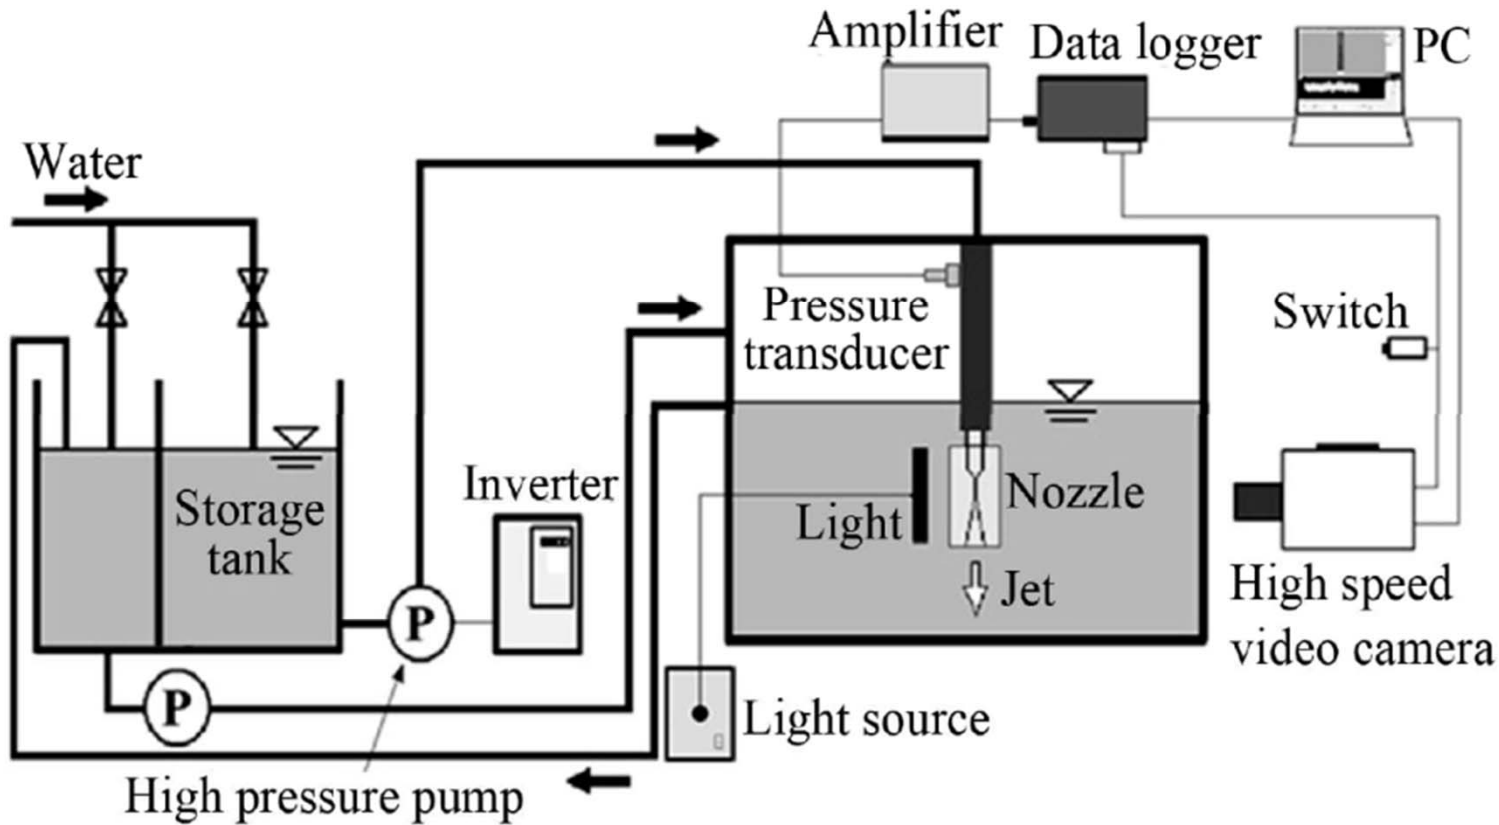 Amplifier
Data logger
PC
Water
Pressure
transducer
Switch
Storage
tank
Inverter
Nozzle
Light
Jet
P
High speed
video camera
P
Light source
High pressure pump